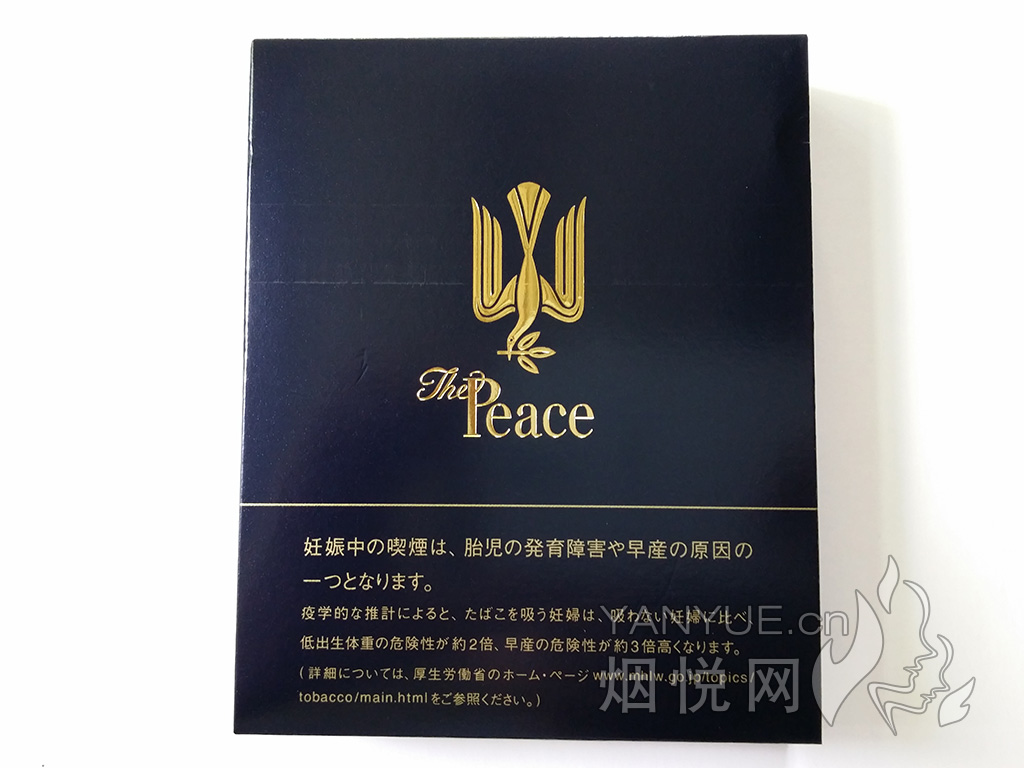 The Peace
妊娠中の喫煙は、胎児の発育障害や早産の原因の
一つとなります。
疫学的な推計によると、たばこを吸う妊婦は、吸わない妊婦に比べ、
低出生体重の危険性が約2倍、早産の危険性が約3倍高くなります。
(詳細については、厚生労働省のホーム・ページ www.mhlw.go.jp/topics/
tobacco/main.htmlをご参照ください。)
YANYUE.cn
烟悦网